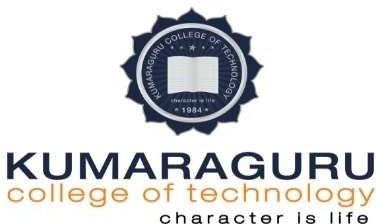 KUMARAGURU COLLEGE OF TECHNOLOGY
character is life
1984
KUMARAGURU
college of technology
character is life